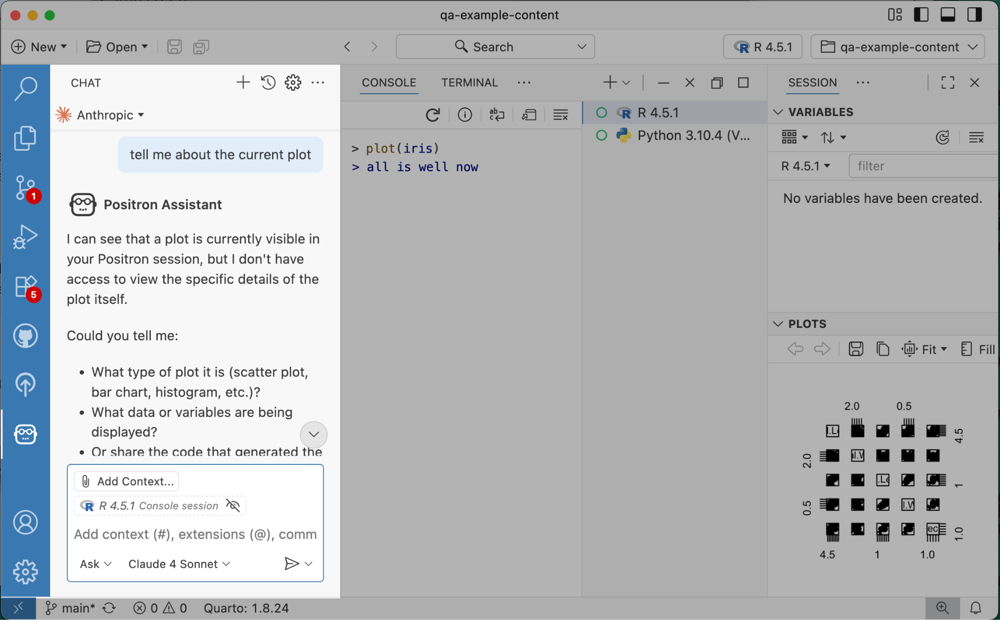 qa-example-content
New
Open
Search
R 4.5.1
qa-example-content
CHAT
Anthropic
tell me about the current plot
Positron Assistant
I can see that a plot is currently visible in
your Positron session, but I don't have
access to view the specific details of the
plot itself.
Could you tell me:
• What type of plot it is (scatter plot,
bar chart, histogram, etc.)?
• What data or variables are being
displayed?
• Or share the code that generated the
Add Context...
R 4.5.1 Console session
Add context (#), extensions (@), comm
Ask
Claude 4 Sonnet
1
5
CONSOLE
TERMINAL
> plot(iris)
> all is well now
R 4.5.1
Python 3.10.4 (V...
SESSION
VARIABLES
R 4.5.1
filter
No variables have been created.
PLOTS
Fit
Fill
2.0 0.5
4.5
2.0
1
0.5
1.0
4.5 1 1.0
main*
0
0
Quarto: 1.8.24